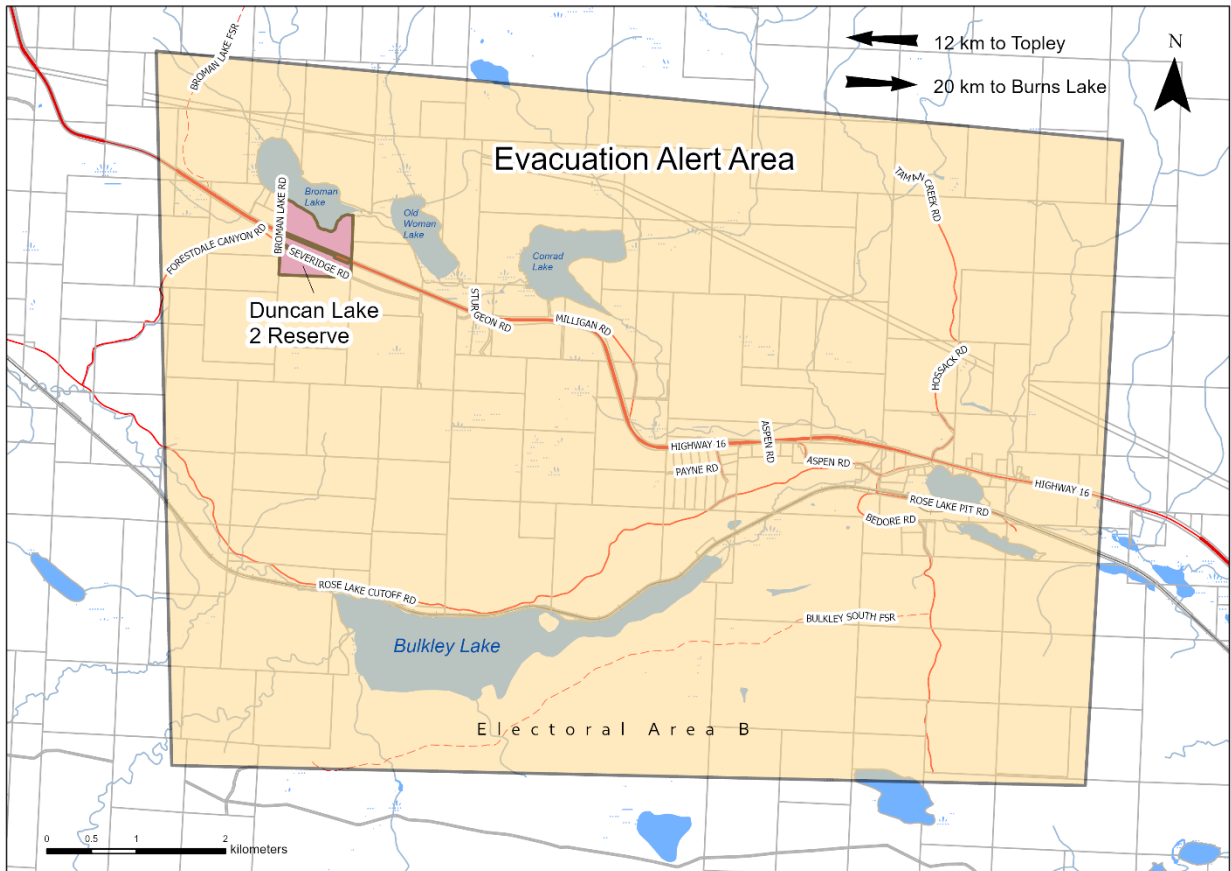 BROMAN LAKE FSR
12 km to Topley
N
20 km to Burns Lake
Evacuation Alert Area
TAMAN CREEK RD
Broman
Lake
BROMAN LAKE RD
Old
Woman
Lake
FORESTDALE CANYON RD
SEVERIDGE RD
Conrad
Lake
Duncan Lake
2 Reserve
STURGEON RD
MILLIGAN RD
HOSSACK RD
HIGHWAY 16
ASPEN RD
PAYNE RD
ASPEN RD
HIGHWAY 16
ROSE LAKE PIT RD
BEDORE RD
ROSE LAKE CUTOFF RD
BULKLEY SOUTH FSR
Bulkley Lake
Electoral Area B
0 0.5 1 2
kilometers